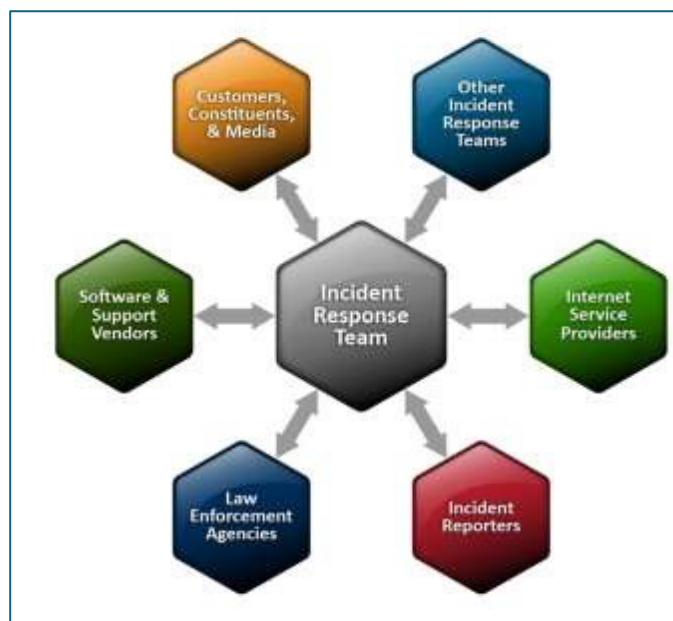 Customers,
Constituents,
& Media
Other
Incident
Response
Teams
Software &
Support
Vendors
Incident
Response
Team
Internet
Service
Providers
Law
Enforcement
Agencies
Incident
Reporters